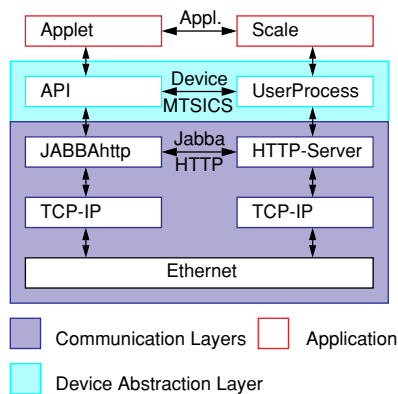 Applet Appl. Scale
API Device UserProcess
MTSICS
JABBAhttp Jabba HTTP-Server
HTTP
TCP-IP TCP-IP
Ethernet
Communication Layers Application
Device Abstraction Layer